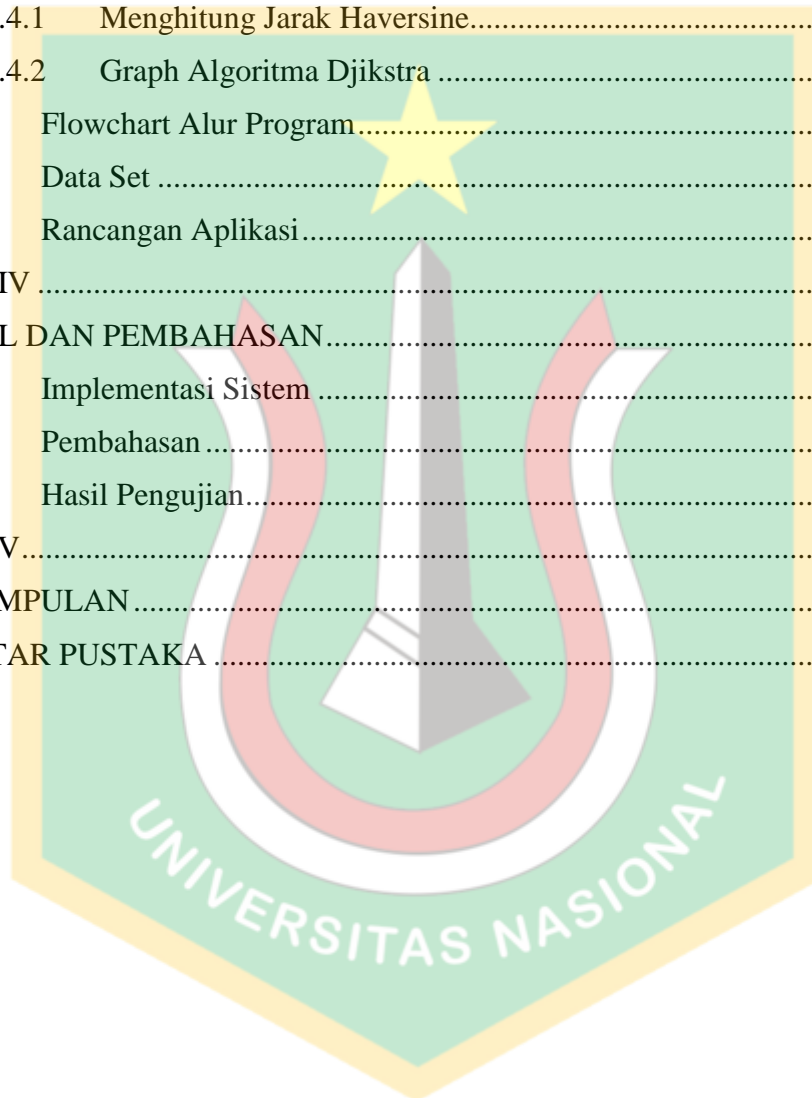 .4.1 Menghitung Jarak Haversine..........................................
.4.2 Graph Algoritma Djikstra ..............................................
Flowchart Alur Program.........................................................
Data Set .................................................................................
Rancangan Aplikasi...............................................................
IV ................................................................................................
L DAN PEMBAHASAN.............................................................
Implementasi Sistem .............................................................
Pembahasan ...........................................................................
Hasil Pengujian......................................................................
V..................................................................................................
MPULAN.....................................................................................
TAR PUSTAKA ...........................................................................
UNIVERSITAS NASIONAL